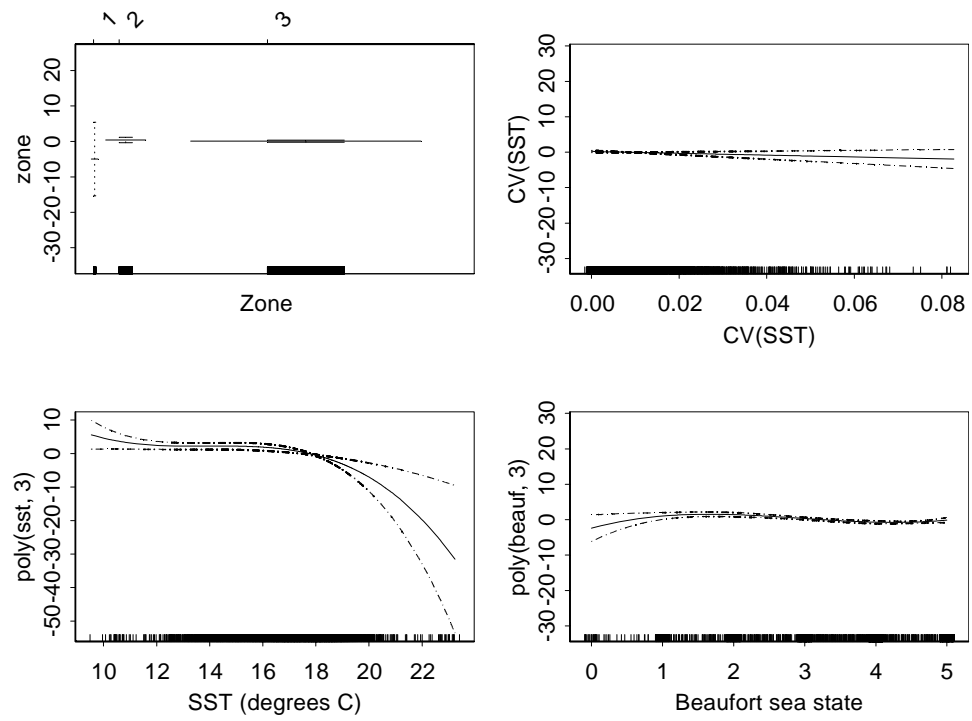 1 2 3
zone
-30 -20 -10 0 10 20
Zone
CV(SST)
-30 -20 -10 0 10 20 30
0.00 0.02 0.04 0.06 0.08
CV(SST)
poly(sst, 3)
-50 -40 -30 -20 -10 0 10
10 12 14 16 18 20 22
SST (degrees C)
poly(beauf, 3)
-30 -20 -10 0 10 20 30
0 1 2 3 4 5
Beaufort sea state